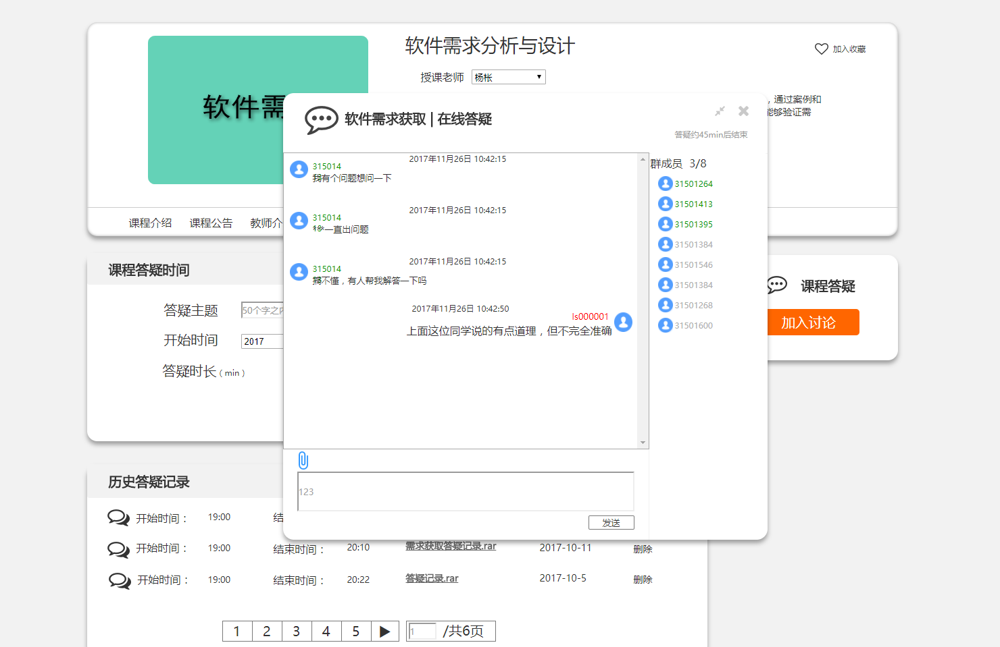 软件需求分析与设计
加入收藏
授课老师 杨枨
软件需
，通过案例和
能够验证需
课程介绍 课程公告 教师介
软件需求获取 | 在线答疑
答疑约45min后结束
2017年11月26日 10:42:15
315014
我有个问题想问一下
2017年11月26日 10:42:15
315014
一直出问题
2017年11月26日 10:42:15
315014
搞不懂，有人帮我解答一下吗
2017年11月26日 10:42:50
ls000001
上面这位同学说的有点道理，但不完全准确
群成员 3/8
31501264
31501413
31501395
31501384
31501546
31501384
31501268
31501600
123
发送
课程答疑时间
答疑主题 50个字之内
开始时间 2017
答疑时长（min）
课程答疑
加入讨论
历史答疑记录
开始时间： 19:00 结
开始时间： 19:00 结束时间： 20:10 需求获取答疑记录.rar 2017-10-11 删除
开始时间： 19:00 结束时间： 20:22 答疑记录.rar 2017-10-5 删除
1 2 3 4 5 ▶ 1 /共6页